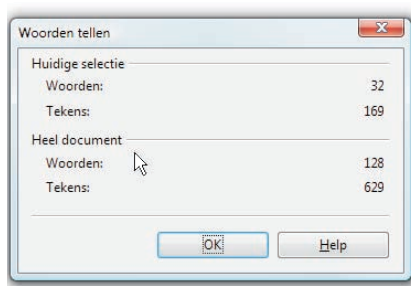 Woorden tellen
Huidige selectie
Woorden: 32
Tekens: 169
Heel document
Woorden: 128
Tekens: 629
OK Help